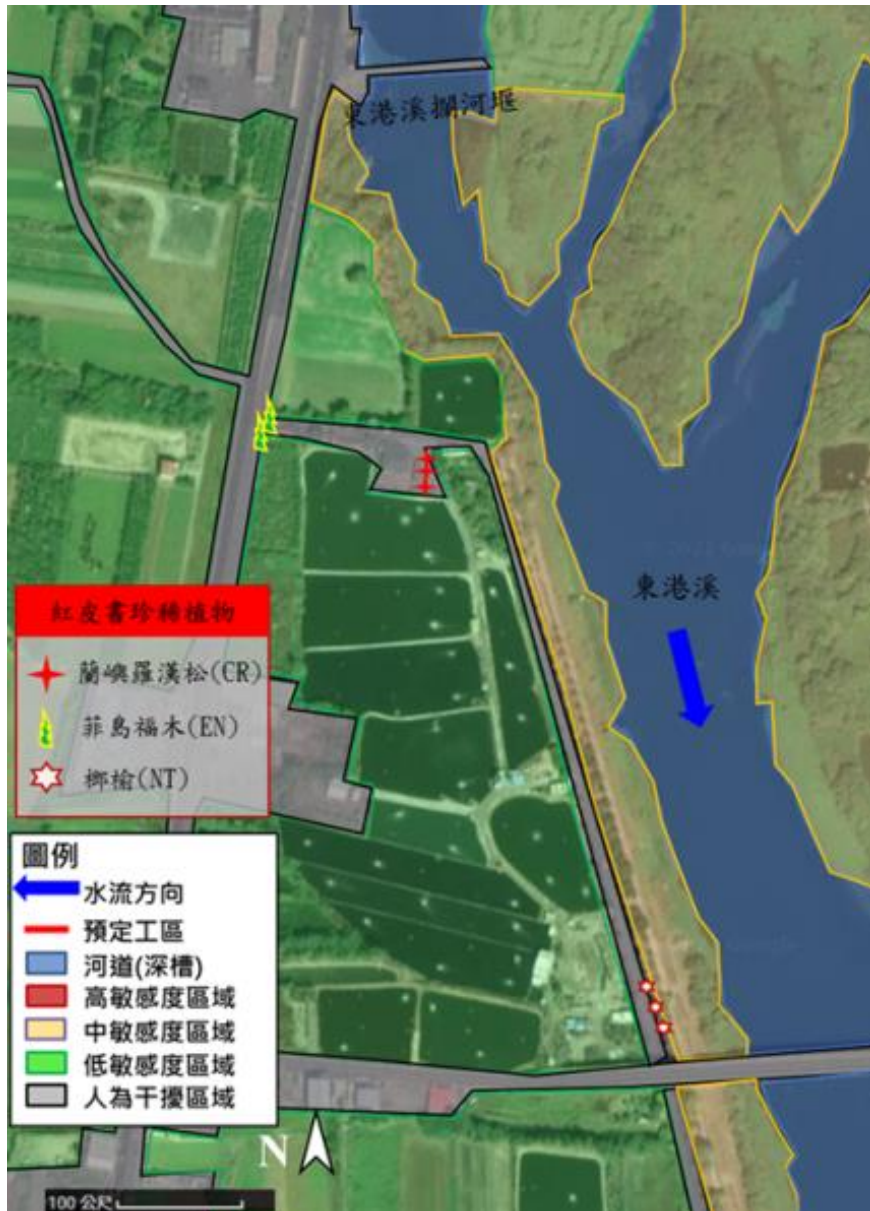 東港溪攔河堰
東港溪
紅皮書珍稀植物
蘭嶼羅漢松(CR)
菲島福木(EN)
榔榆(NT)
圖例
水流方向
預定工區
河道(深槽)
高敏感度區域
中敏感度區域
低敏感度區域
人為干擾區域
N
100 公尺